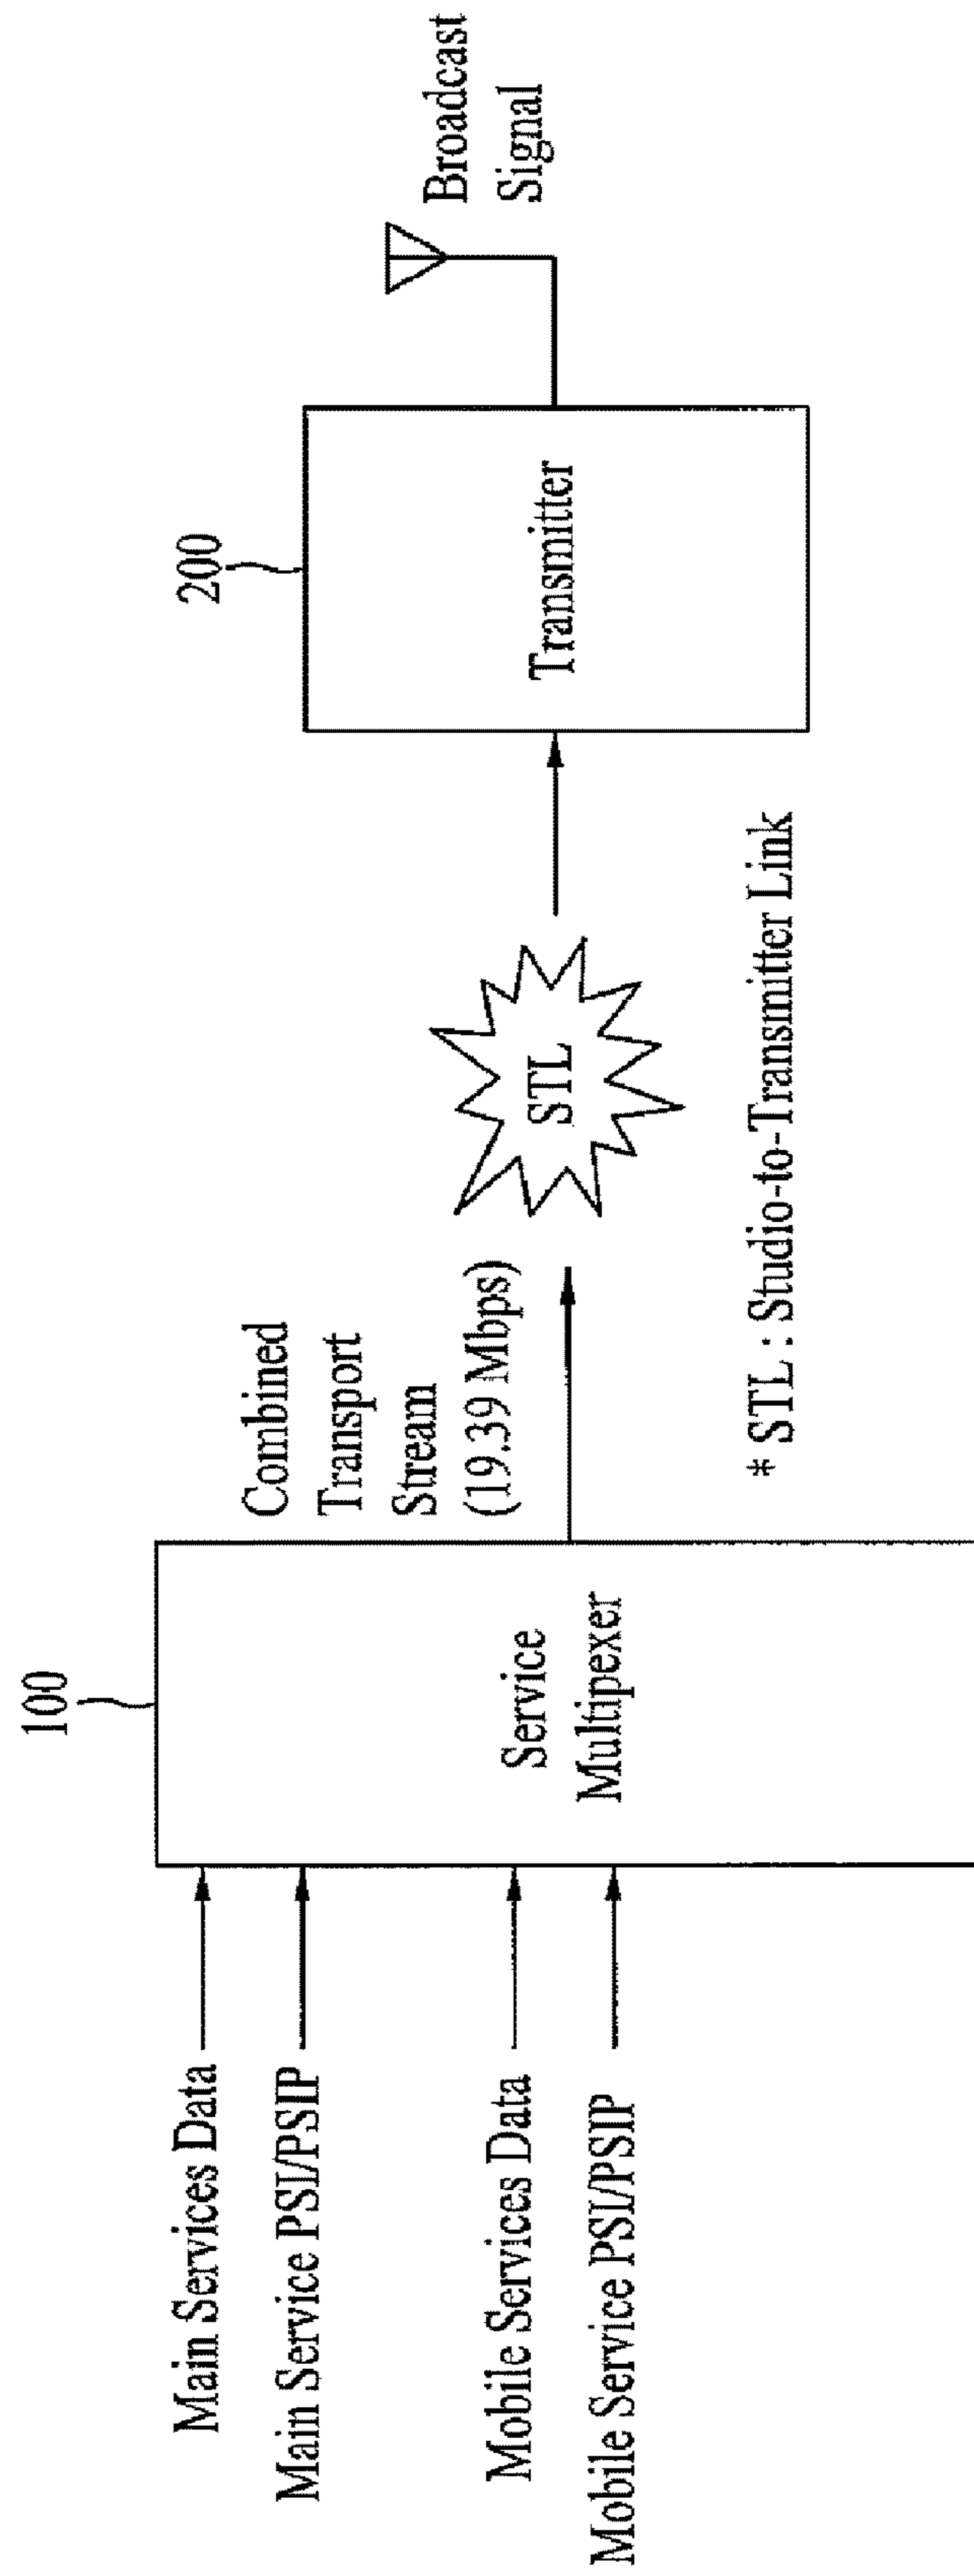 100
200
Main Services Data
Main Service PSI/PSIP
Mobile Services Data
Mobile Service PSI/PSIP
Service
Multipexer
Combined
Transport
Stream
(19.39 Mbps)
STL
Transmitter
Broadcast
Signal
* STL : Studio-to-Transmitter Link